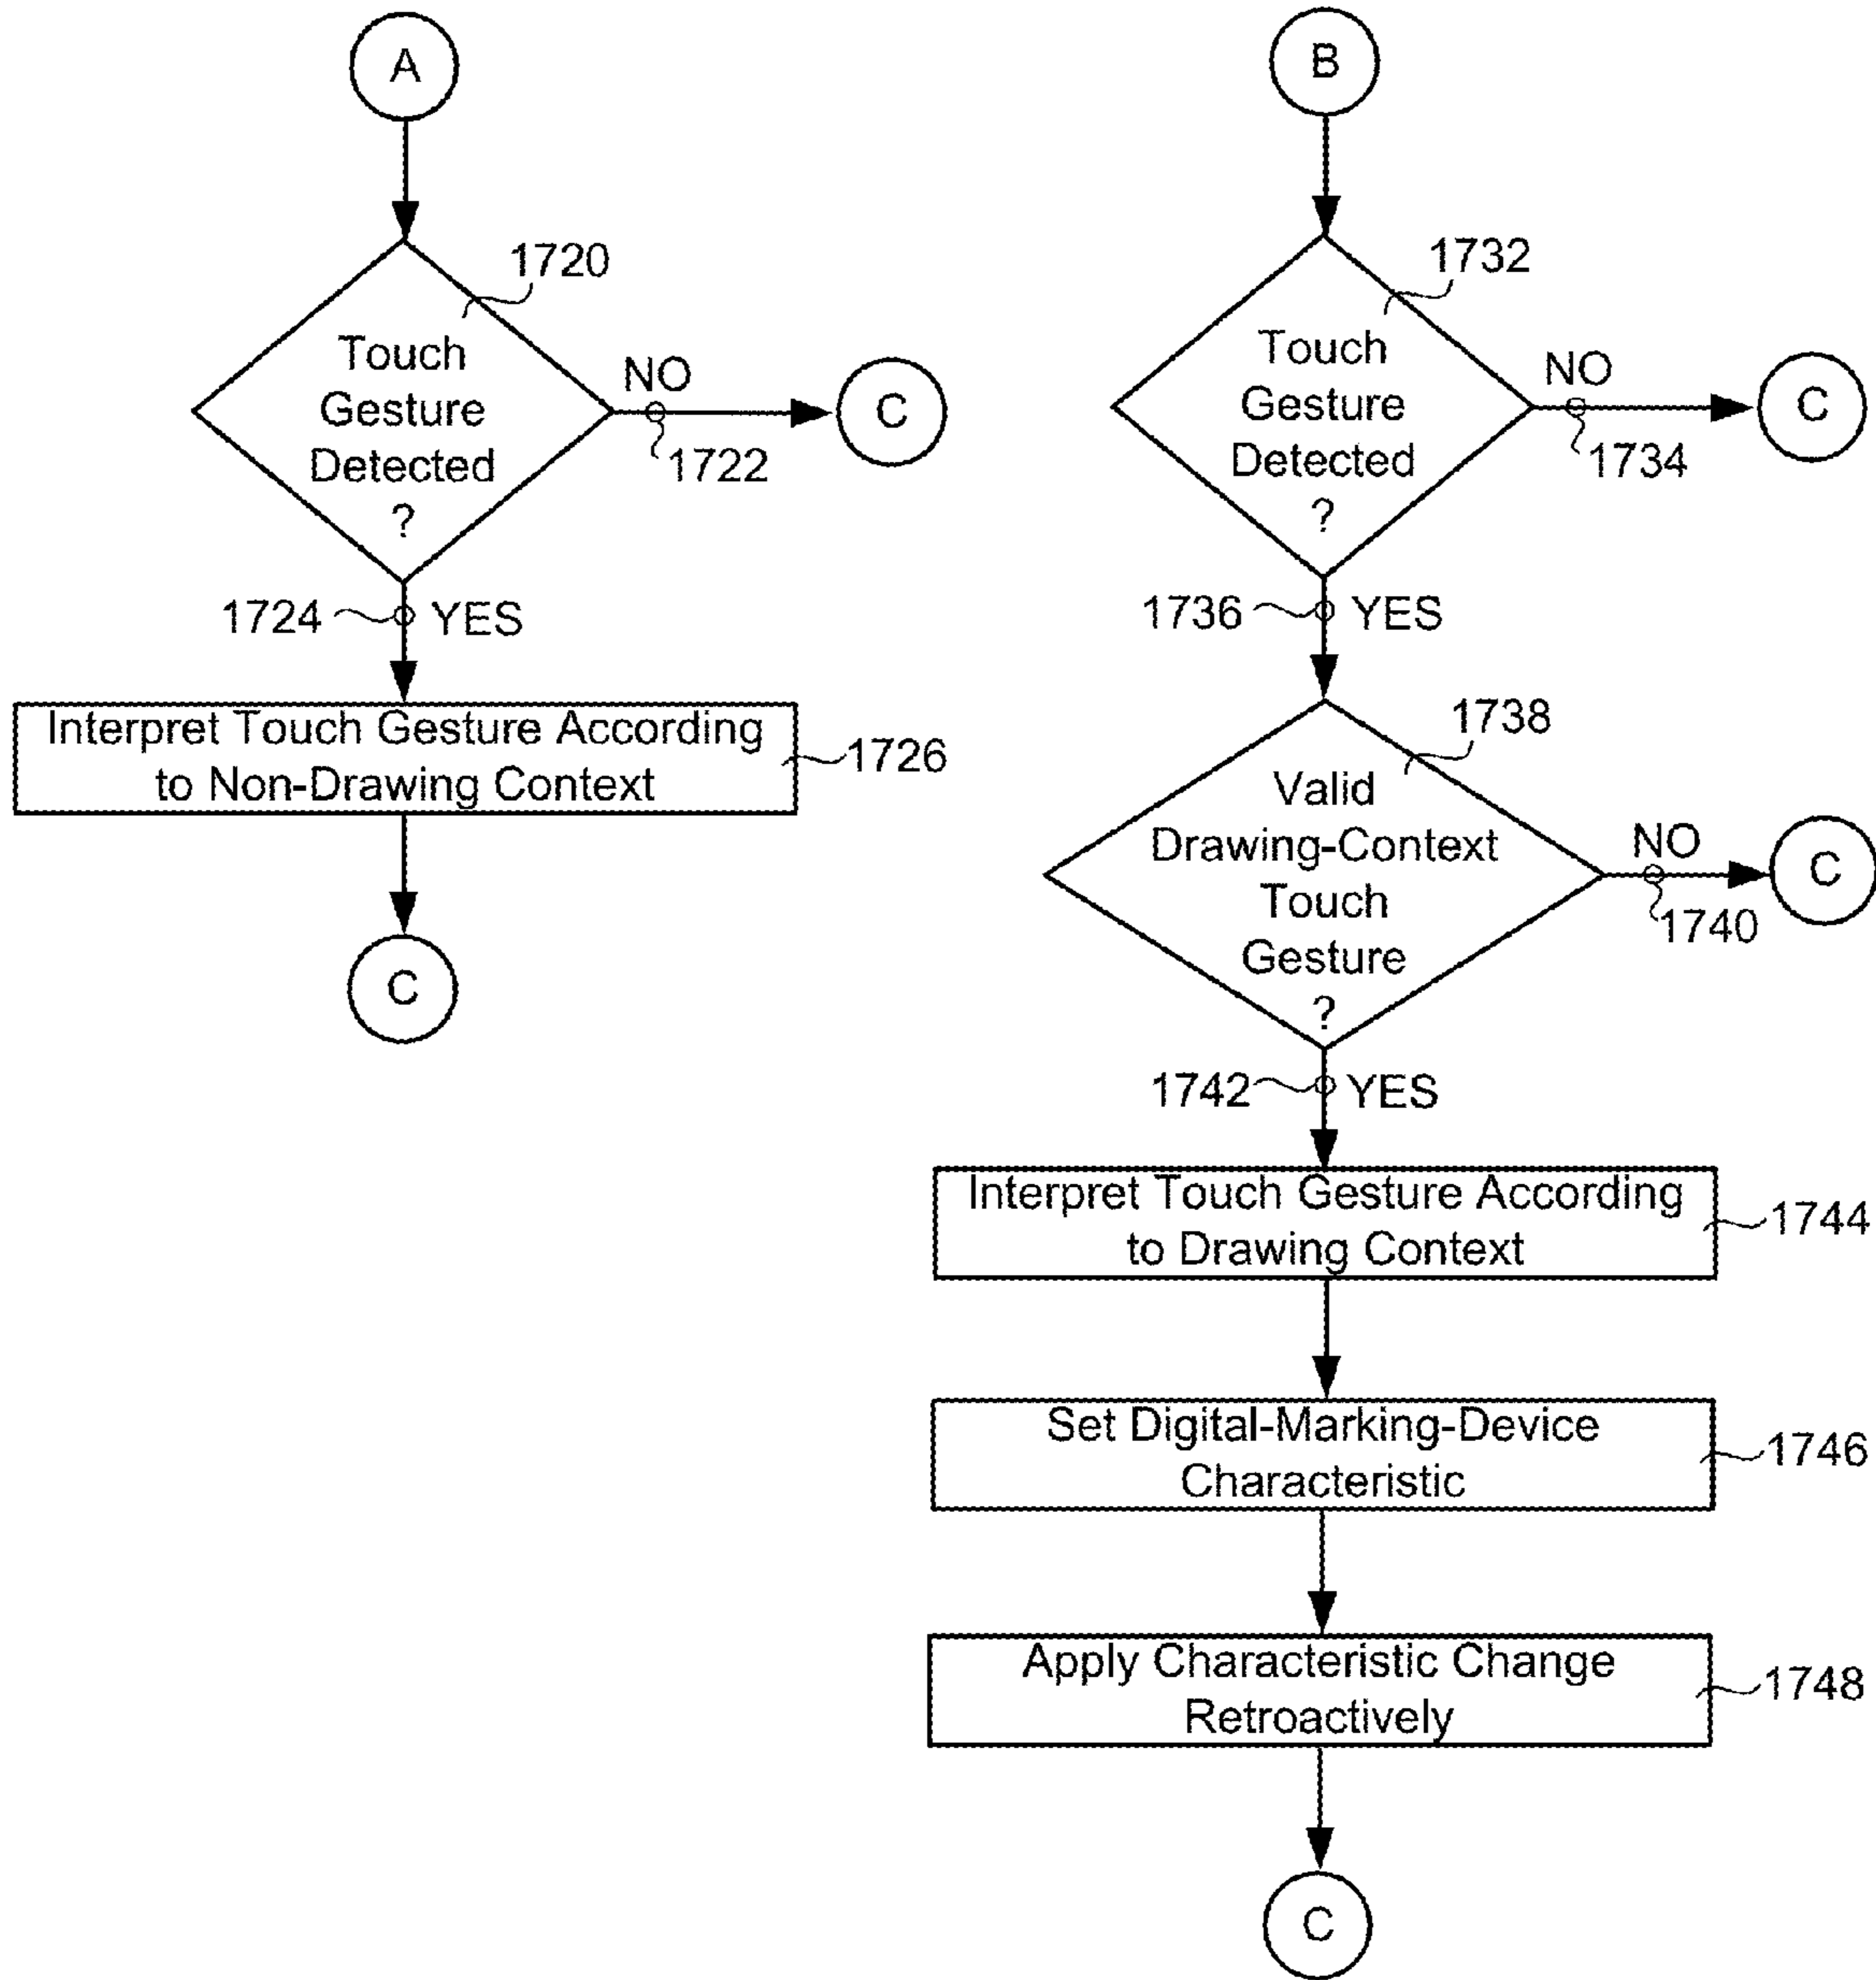 A
1720
Touch
Gesture
Detected
?
NO
1722
C
1724
YES
Interpret Touch Gesture According
to Non-Drawing Context
1726
C
B
1732
Touch
Gesture
Detected
?
NO
1734
C
1736
YES
1738
Valid
Drawing-Context
Touch
Gesture
?
NO
1740
C
1742
YES
Interpret Touch Gesture According
to Drawing Context
1744
Set Digital-Marking-Device
Characteristic
1746
Apply Characteristic Change
Retroactively
1748
C